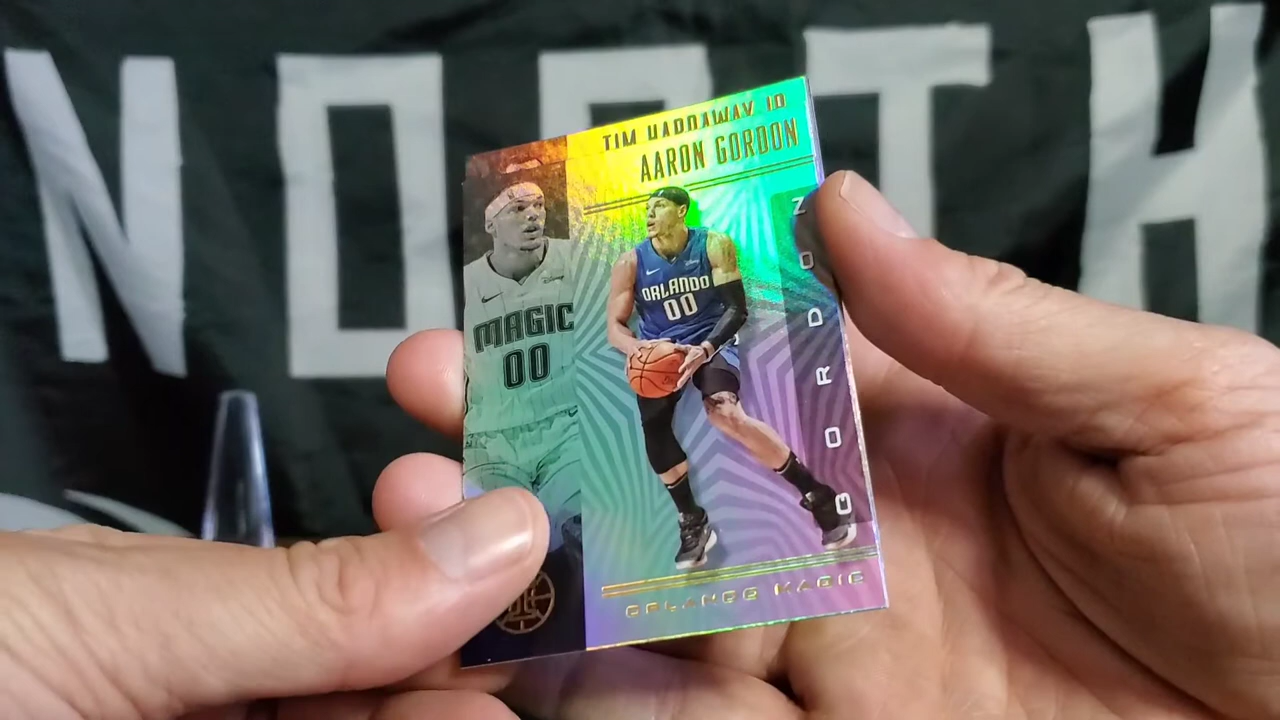 NORTH
TIM HARDAWAY JR
AARON GORDON
MAGIC
00
ORLANDO
00
GORDON
ORLANDO MAGIC